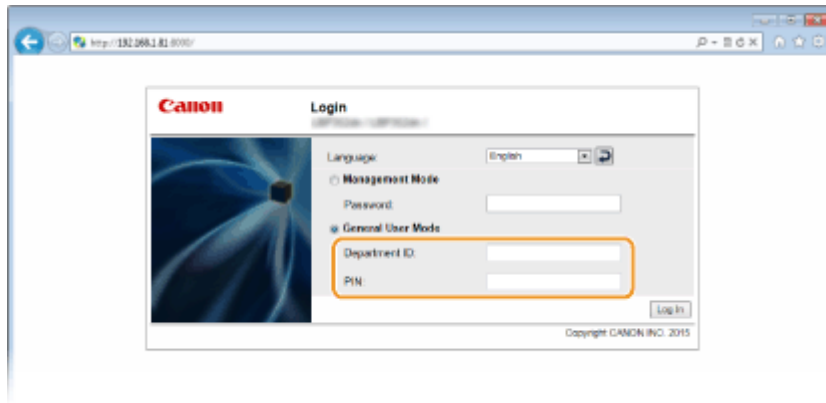 http://192.168.1.81:8000/
Canon
Login
Language:
English
Management Mode
Password:
General User Mode
Department ID:
PIN:
Log In
Copyright CANON INC. 2015